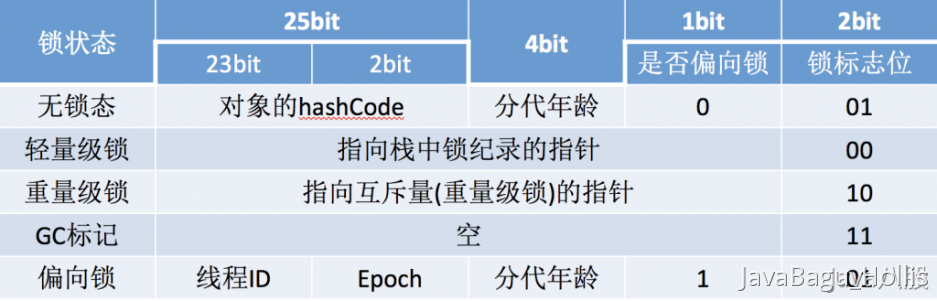 锁状态 25bit 4bit 1bit 2bit
23bit 2bit 是否偏向锁 锁标志位
无锁态 对象的hashCode 分代年龄 0 01
轻量级锁 指向栈中锁纪录的指针 00
重量级锁 指向互斥量(重量级锁)的指针 10
GC标记 空 11
偏向锁 线程ID Epoch 分代年龄 1 01